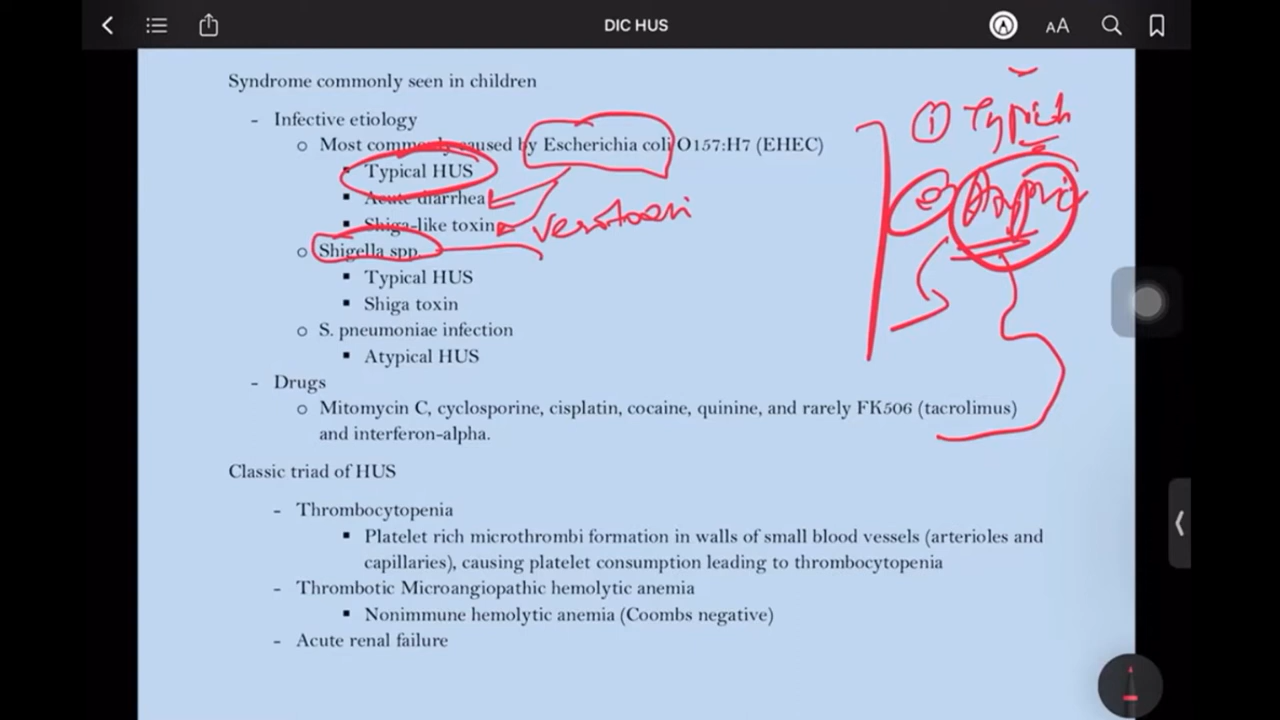 DIC HUS
AA
Syndrome commonly seen in children
- Infective etiology
o Most commonly caused by Escherichia coli O157:H7 (EHEC)
▪ Typical HUS
▪ Acute diarrhea
▪ Shiga-like toxin
o Shigella spp.
▪ Typical HUS
▪ Shiga toxin
o S. pneumoniae infection
▪ Atypical HUS
- Drugs
o Mitomycin C, cyclosporine, cisplatin, cocaine, quinine, and rarely FK506 (tacrolimus)
and interferon-alpha.
Classic triad of HUS
- Thrombocytopenia
▪ Platelet rich microthrombi formation in walls of small blood vessels (arterioles and
capillaries), causing platelet consumption leading to thrombocytopenia
- Thrombotic Microangiopathic hemolytic anemia
▪ Nonimmune hemolytic anemia (Coombs negative)
- Acute renal failure